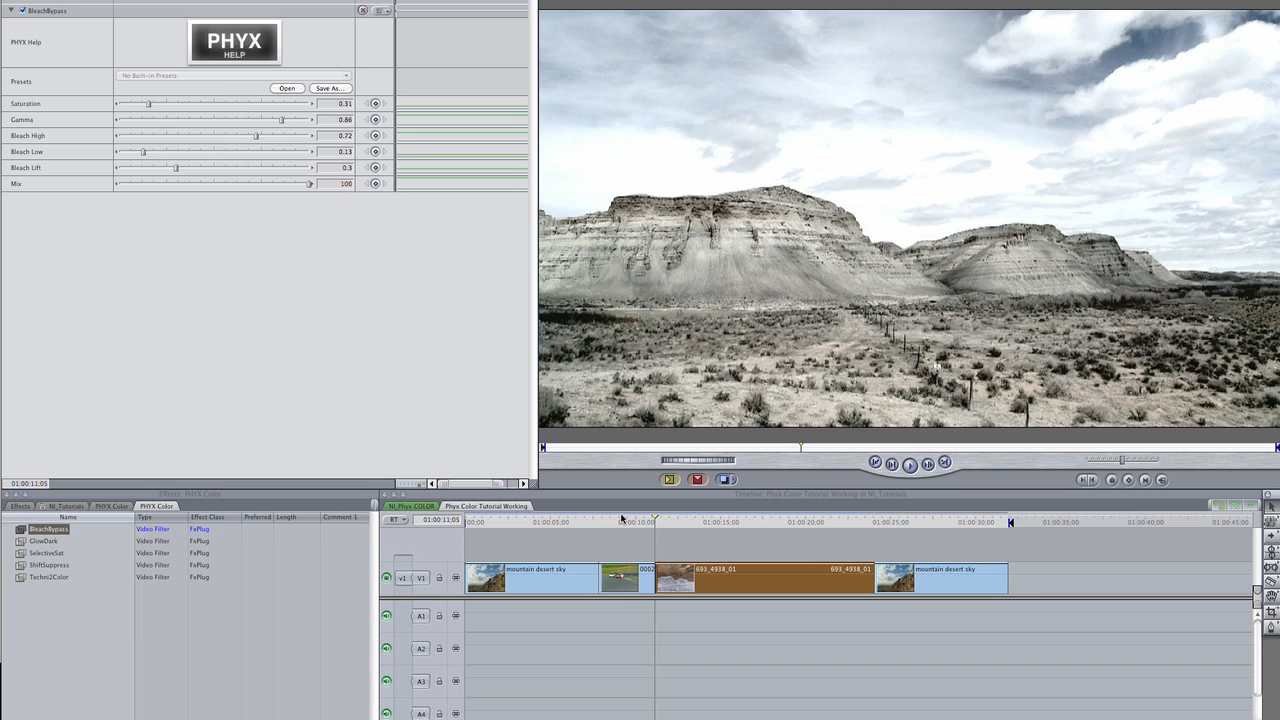 BleachBypass
PHYX Help
PHYX
HELP
Presets
No Built-in Presets
Open
Save As...
Saturation 0.31
Gamma 0.86
Bleach High 0.72
Bleach Low 0.13
Bleach Lift 0.3
Mix 100
01:00:11;05
Effects: PHYX Color
Effects
NI_Tutorials
PHYX Color
PHYX Color
Name Type Effect Class Preferred Length Comment 1
BleachBypass Video Filter FxPlug
GlowDark Video Filter FxPlug
SelectiveSat Video Filter FxPlug
ShiftSuppress Video Filter FxPlug
Techni2Color Video Filter FxPlug
Timeline: Phyx Color Tutorial Working in NI_Tutorials
NI_Phyx COLOR
Phyx Color Tutorial Working
RT
01:00:11;05
00;00 01:00:05;00 01:00:10;00 01:00:15;00 01:00:20;00 01:00:25;00 01:00:30;00 01:00:35;00 01:00:40;00 01:00:45;00
v1 V1
mountain desert sky
0002
693_4938_01
693_4938_01
mountain desert sky
A1
A2
A3
A4